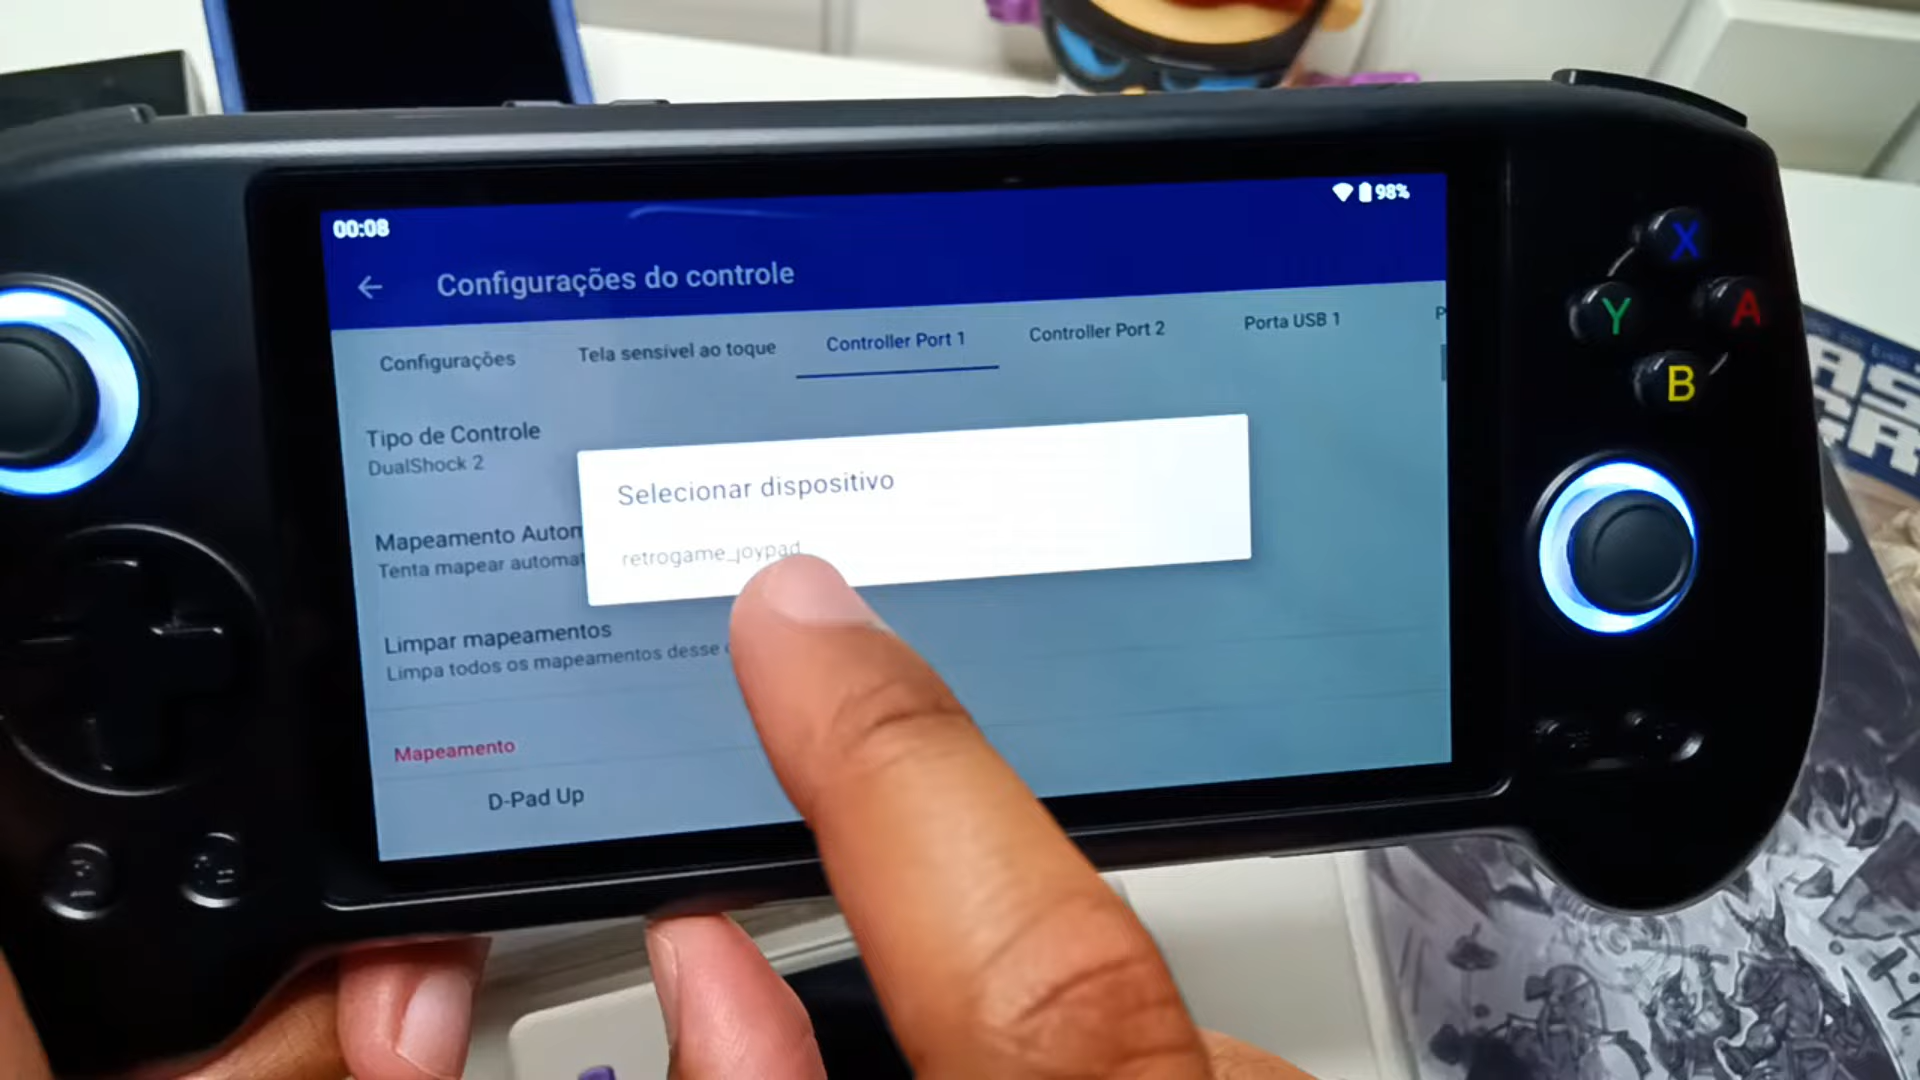 00:08
98%
Configurações do controle
Configurações
Tela sensível ao toque
Controller Port 1
Controller Port 2
Porta USB 1
P
Tipo de Controle
DualShock 2
Selecionar dispositivo
retrogame_joypad
Mapeamento Autom
Tenta mapear automat
Limpar mapeamentos
Limpa todos os mapeamentos desse
Mapeamento
D-Pad Up
X
Y
A
B